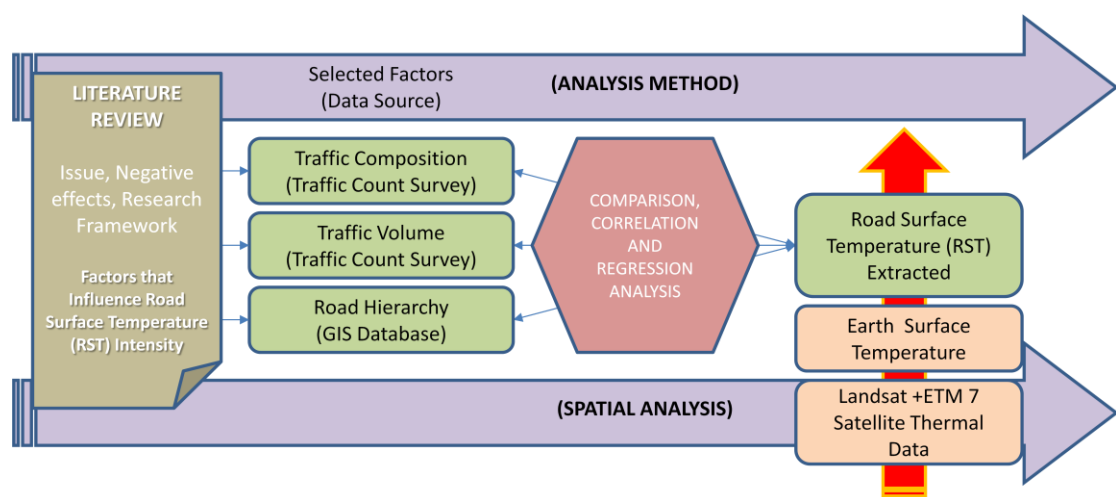 LITERATURE
REVIEW
Issue, Negative
effects, Research
Framework
Factors that
Influence Road
Surface Temperature
(RST) Intensity
Selected Factors
(Data Source)
(ANALYSIS METHOD)
Traffic Composition
(Traffic Count Survey)
Traffic Volume
(Traffic Count Survey)
Road Hierarchy
(GIS Database)
COMPARISON,
CORRELATION
AND
REGRESSION
ANALYSIS
Road Surface
Temperature (RST)
Extracted
Earth  Surface
Temperature
Landsat +ETM 7
Satellite Thermal
Data
(SPATIAL ANALYSIS)